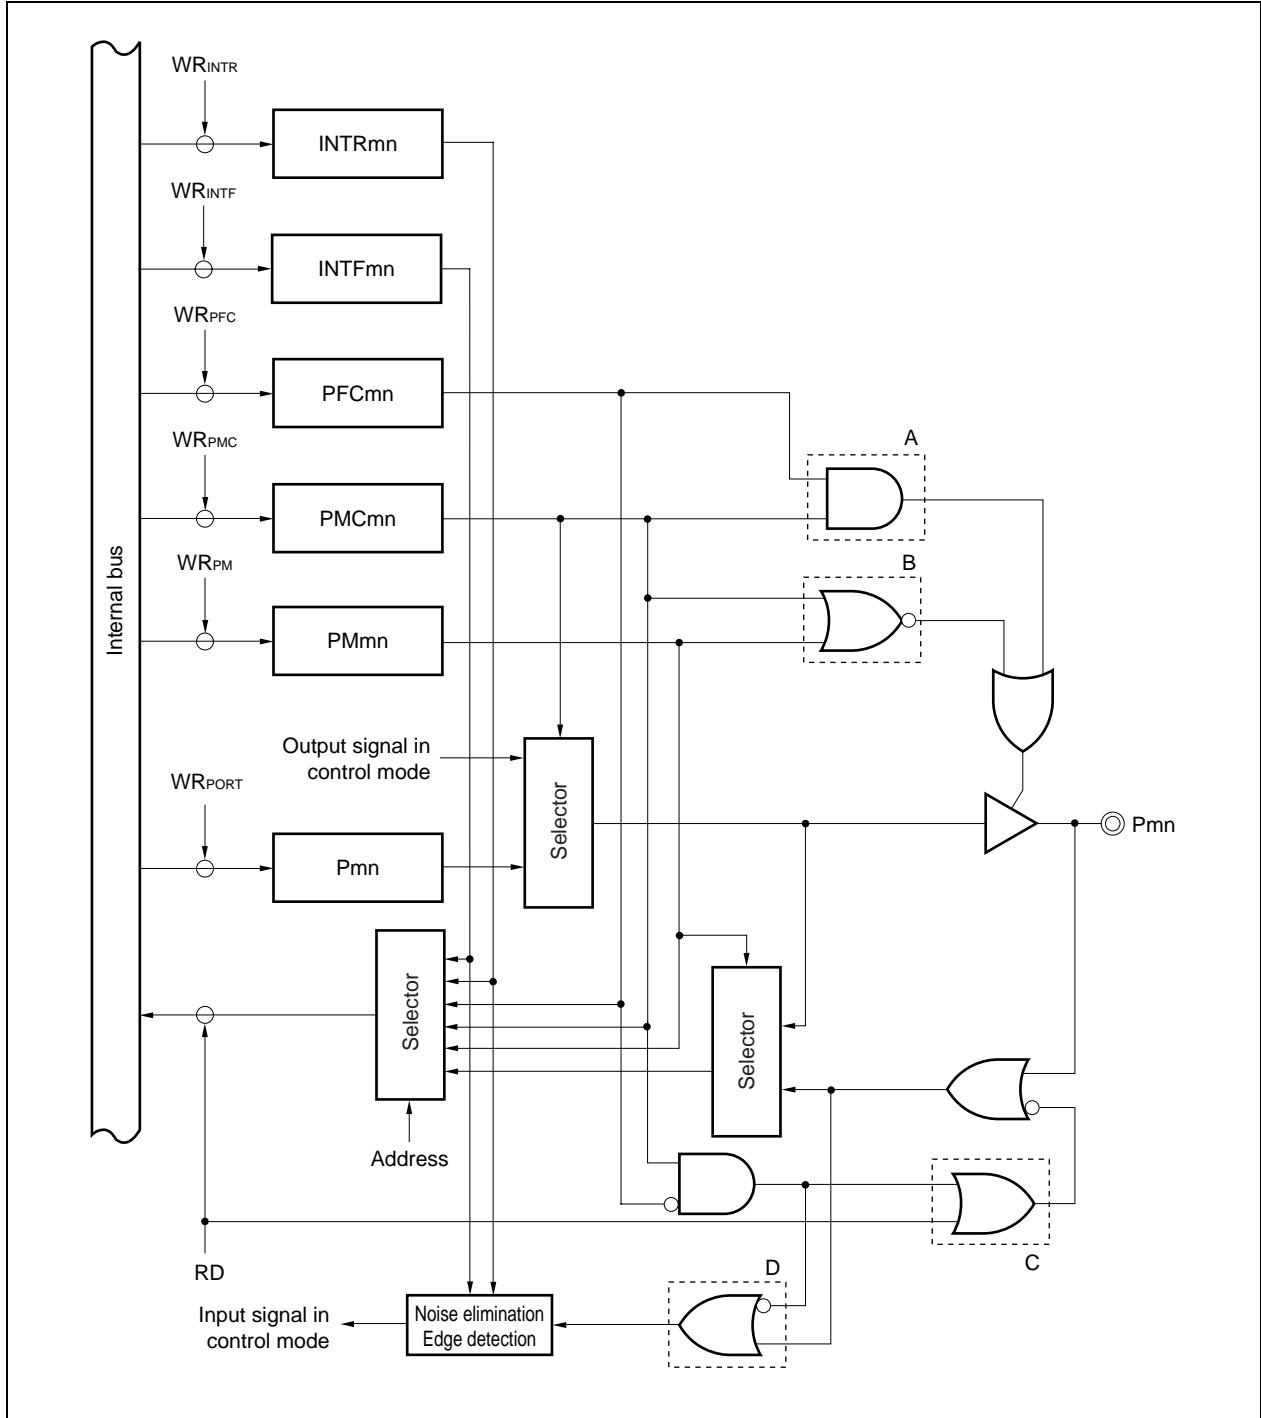 WRINTR
INTRmn
WRINTF
INTFmn
WRPFC
PFCmn
A
WRPMC
PMCmn
B
WRPM
PMmn
Internal bus
Output signal in
control mode
Selector
WRPORT
Pmn
Pmn
Selector
Selector
Address
RD
C
D
Input signal in
control mode
Noise elimination
Edge detection